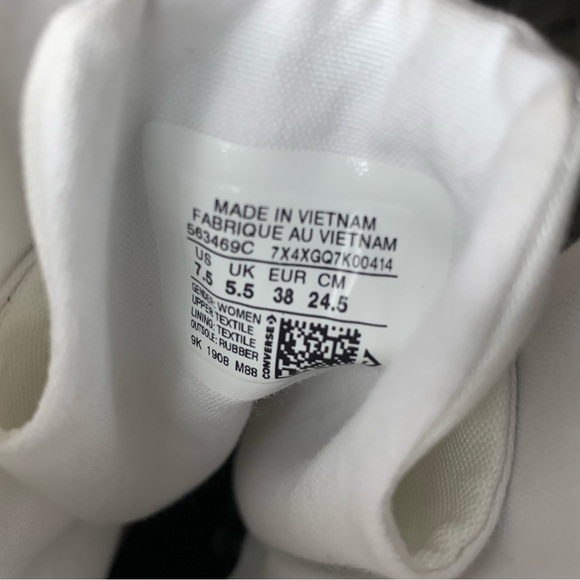 MADE IN VIETNAM
FABRIQUE AU VIETNAM
563469C 7X4XGQ7K00414
US UK EUR CM
7.5 5.5 38 24.5
GENDER: WOMEN
UPPER: TEXTILE
LINING: TEXTILE
OUTSOLE: RUBBER
9K 1908 M88
CONVERSE